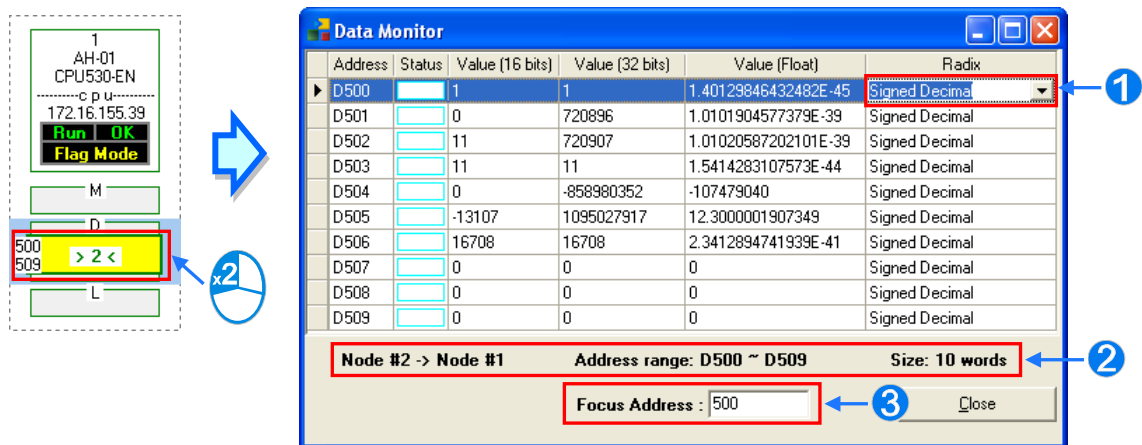 1
AH-01
CPU530-EN
---------c p u--------
172.16.155.39
Run OK
Flag Mode
M
D
500
509
> 2 <
L
x2
Data Monitor
Address Status Value (16 bits) Value (32 bits) Value (Float) Radix
D500 1 1 1.40129846432482E-45 Signed Decimal
D501 0 720896 1.0101904577379E-39 Signed Decimal
D502 11 720907 1.01020587202101E-39 Signed Decimal
D503 11 11 1.5414283107573E-44 Signed Decimal
D504 0 -858980352 -107479040 Signed Decimal
D505 -13107 1095027917 12.3000001907349 Signed Decimal
D506 16708 16708 2.3412894741939E-41 Signed Decimal
D507 0 0 0 Signed Decimal
D508 0 0 0 Signed Decimal
D509 0 0 0 Signed Decimal
1
Node #2 -> Node #1 Address range: D500 ~ D509 Size: 10 words
2
Focus Address : 500
3
Close